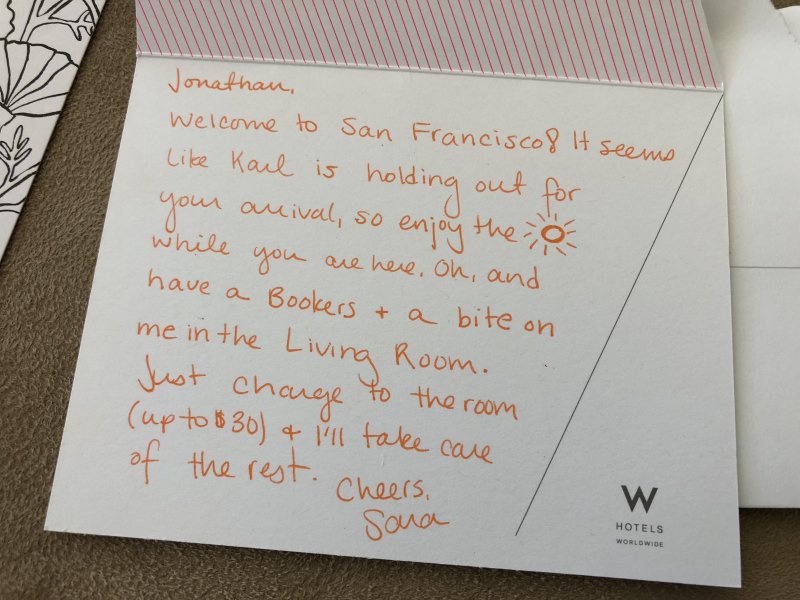 Jonathan,
Welcome to San Francisco! It seems
like Karl is holding out for
your arrival, so enjoy the
while you are here. Oh, and
have a Bookers + a bite on
me in the Living Room.
Just charge to the room
(up to $30) + I'll take care
of the rest.
Cheers,
Sara
W
HOTELS
WORLDWIDE